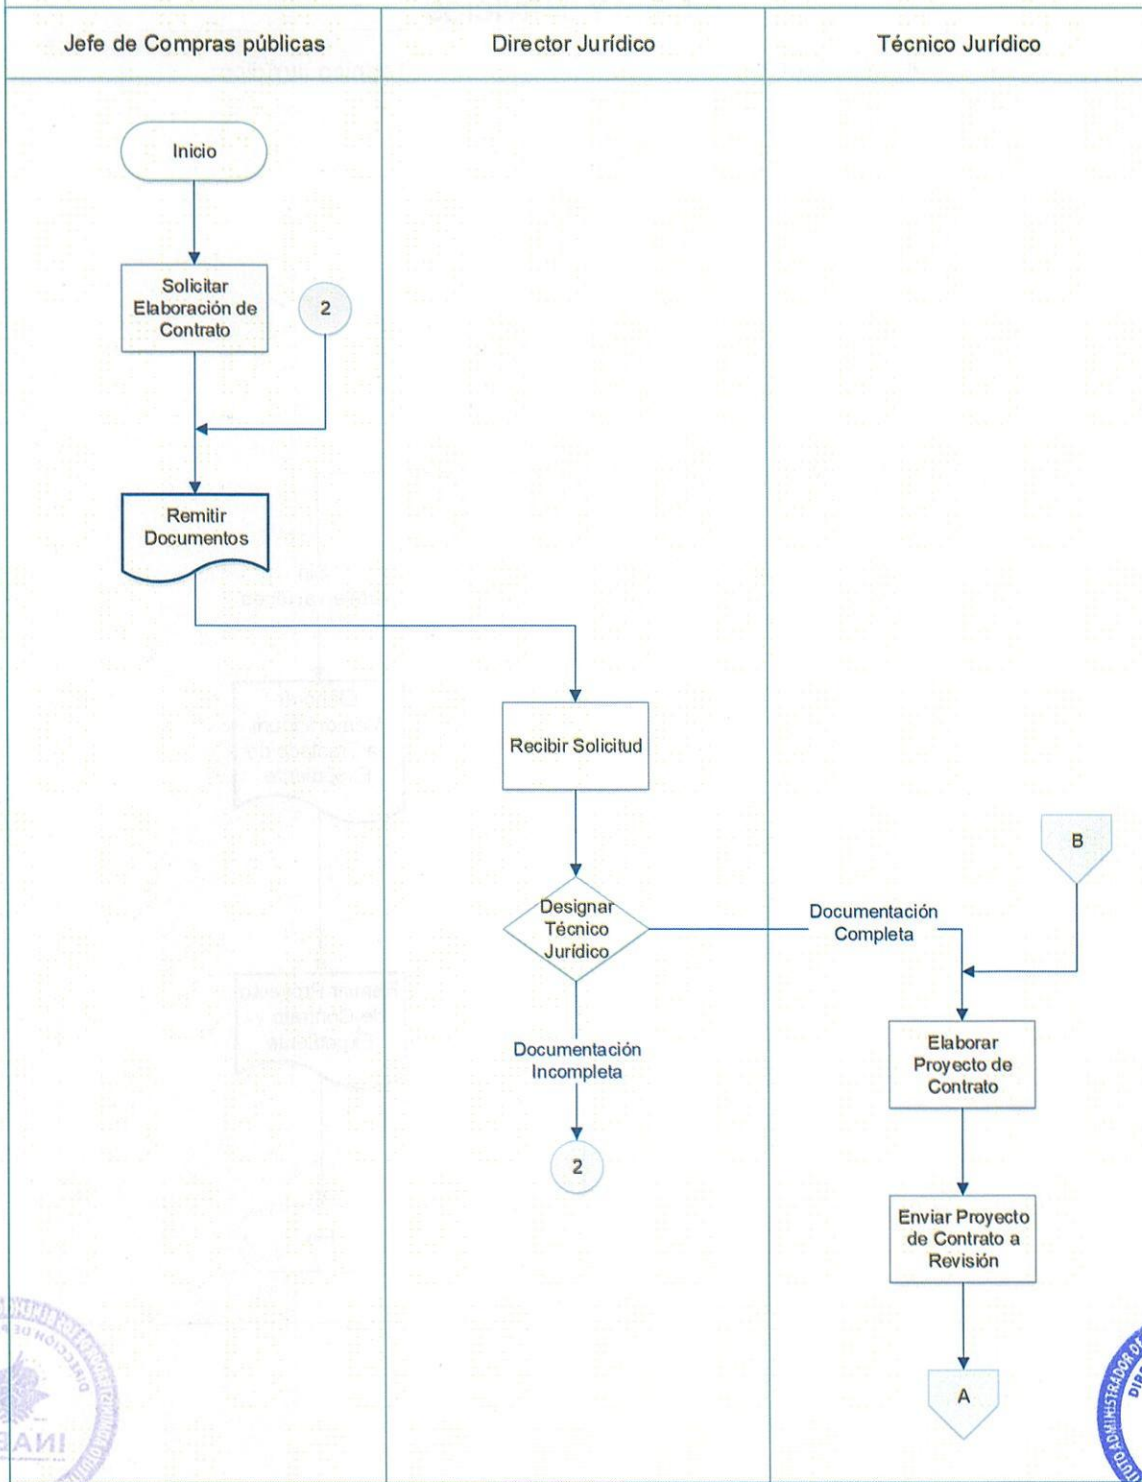 Jefe de Compras públicas
Director Jurídico
Técnico Jurídico
Inicio
Solicitar
Elaboración de
Contrato
2
Remitir
Documentos
Recibir Solicitud
B
Designar
Técnico
Jurídico
Documentación
Completa
Documentación
Incompleta
Elaborar
Proyecto de
Contrato
2
Enviar Proyecto
de Contrato a
Revisión
A